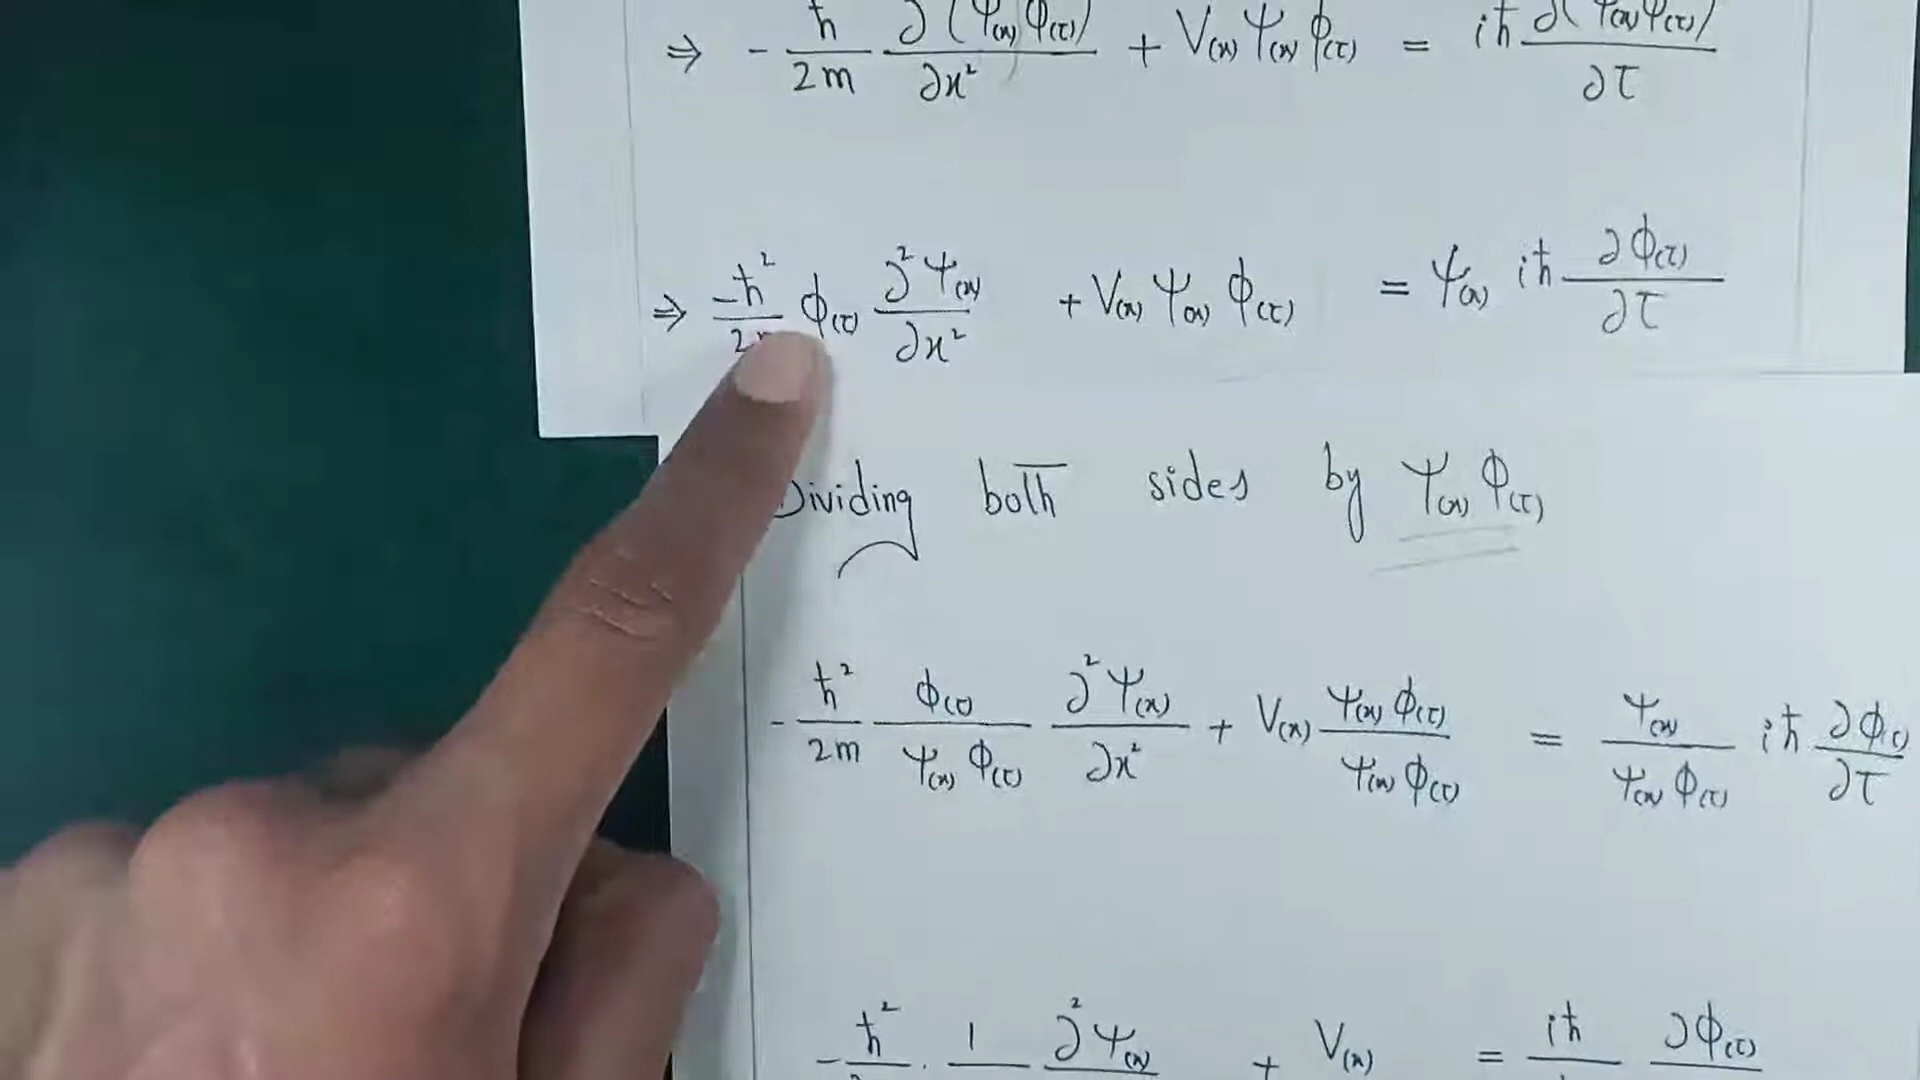 ⇒ - ħ/2m ∂(Ψ(x)ϕ(t))/∂x² + V(x)Ψ(x)ϕ(t) = iħ ∂(Ψ(x)Ψ(t))/∂t
⇒ -ħ²/2m ϕ(t) ∂²Ψ(x)/∂x² + V(x)Ψ(x)ϕ(t) = Ψ(x) iħ ∂ϕ(t)/∂t
Dividing both sides by Ψ(x)ϕ(t)
- ħ²/2m ϕ(t)/Ψ(x)ϕ(t) ∂²Ψ(x)/∂x² + V(x) Ψ(x)ϕ(t)/Ψ(x)ϕ(t) = Ψ(x)/Ψ(x)ϕ(t) iħ ∂ϕ(t)/∂t
- ħ² . 1 ∂²Ψ(x) + V(x) = iħ ∂ϕ(t)